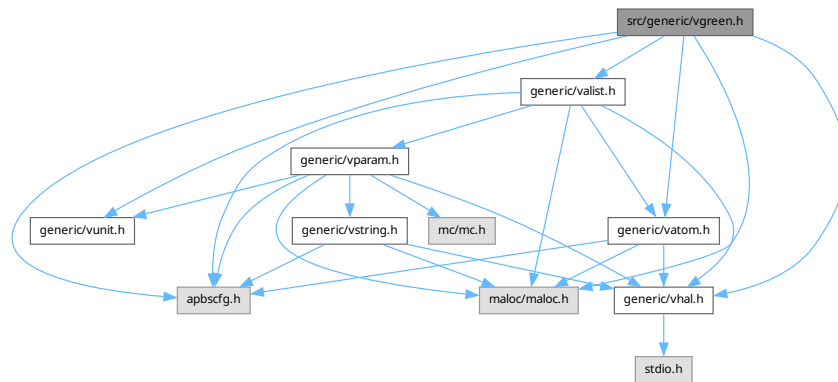 src/generic/vgreen.h
generic/valist.h
generic/vparam.h
generic/vunit.h
generic/vstring.h
mc/mc.h
generic/vatom.h
apbscfg.h
maloc/maloc.h
generic/vhal.h
stdio.h